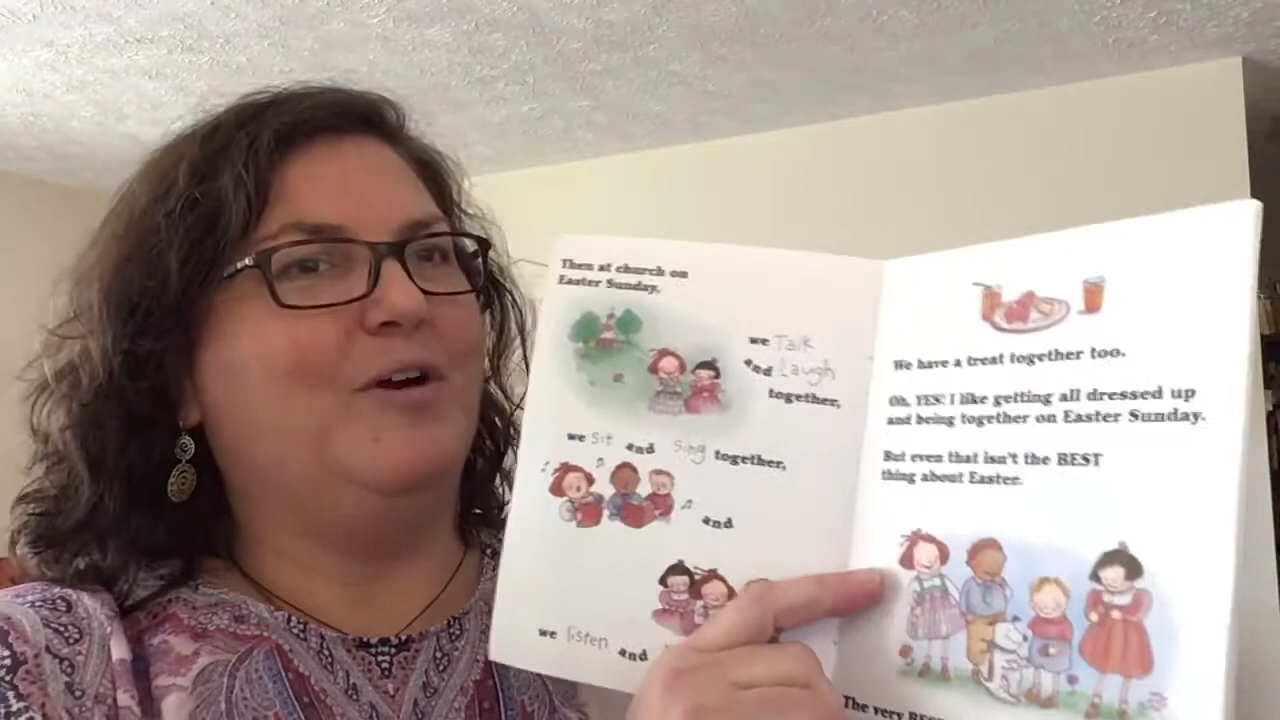 Then at church on
Easter Sunday,
we Talk
and Laugh
together,
we sit and sing together,
and
we listen and
We have a treat together too.
Oh, YES! I like getting all dressed up
and being together on Easter Sunday.
But even that isn't the BEST
thing about Easter.
The very